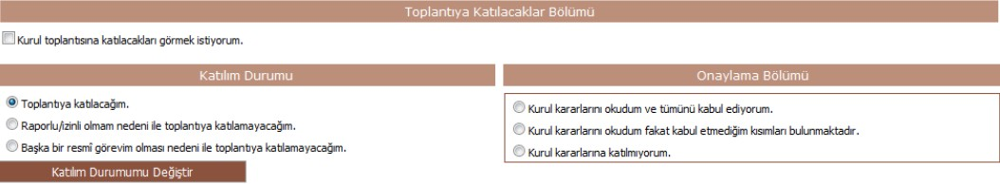 Toplantıya Katılacaklar Bölümü
Kurul toplantısına katılacakları görmek istiyorum.
Katılım Durumu
Toplantıya katılacağım.
Raporlu/izinli olmam nedeni ile toplantıya katılamayacağım.
Başka bir resmî görevim olması nedeni ile toplantıya katılamayacağım.
Katılım Durumumu Değiştir
Onaylama Bölümü
Kurul kararlarını okudum ve tümünü kabul ediyorum.
Kurul kararlarını okudum fakat kabul etmediğim kısımları bulunmaktadır.
Kurul kararlarına katılmıyorum.